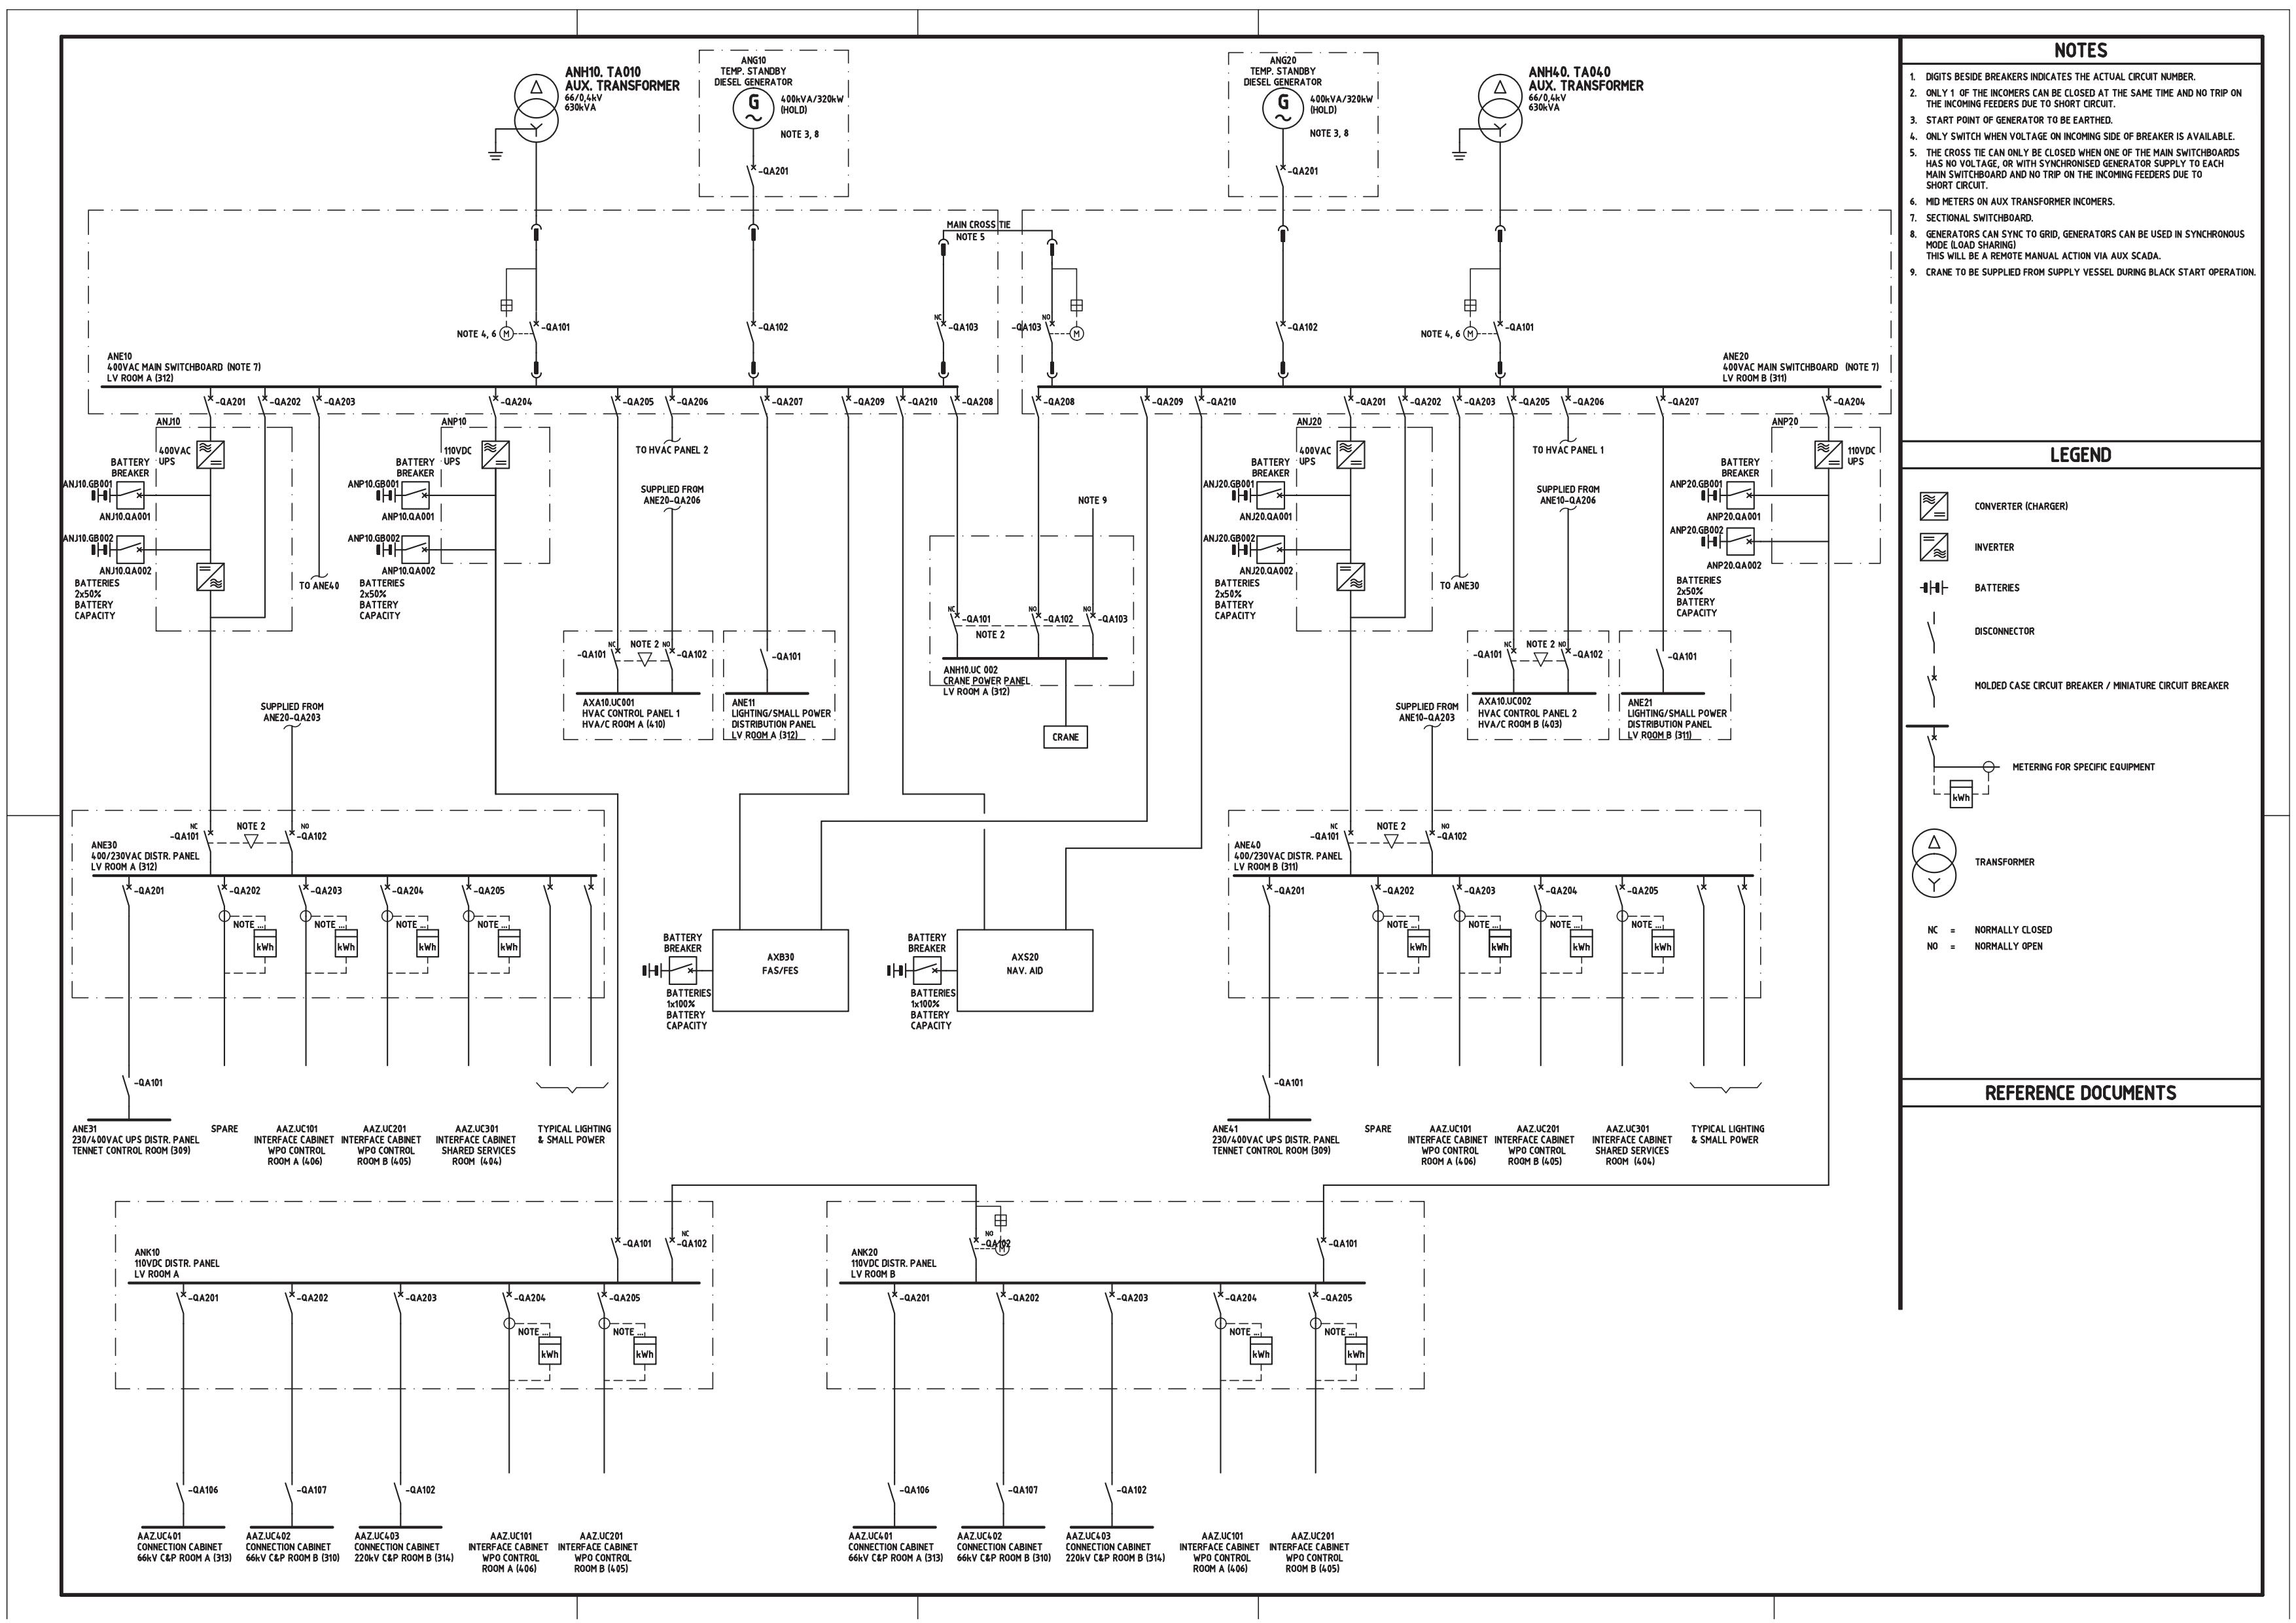 ANH10. TA010
AUX. TRANSFORMER
66/0,4kV
630kVA
ANG10
TEMP. STANDBY
DIESEL GENERATOR
G
400kVA/320kW
(HOLD)
NOTE 3, 8
-QA201
ANG20
TEMP. STANDBY
DIESEL GENERATOR
G
400kVA/320kW
(HOLD)
NOTE 3, 8
-QA201
ANH40. TA040
AUX. TRANSFORMER
66/0,4kV
630kVA
MAIN CROSS TIE
NOTE 5
NOTE 4, 6
M
-QA101
-QA102
NC
-QA103
NO
-QA103
M
-QA102
NOTE 4, 6
M
-QA101
ANE10
400VAC MAIN SWITCHBOARD (NOTE 7)
LV ROOM A (312)
ANE20
400VAC MAIN SWITCHBOARD (NOTE 7)
LV ROOM B (311)
-QA201
-QA202
-QA203
-QA204
-QA205
-QA206
-QA207
-QA209
-QA210
-QA208
-QA208
-QA209
-QA210
-QA201
-QA202
-QA203
-QA205
-QA206
-QA207
-QA204
ANJ10
400VAC
UPS
BATTERY
BREAKER
ANJ10.GB001
ANJ10.QA001
ANJ10.GB002
ANJ10.QA002
BATTERIES
2x50%
BATTERY
CAPACITY
TO ANE40
ANP10
110VDC
UPS
BATTERY
BREAKER
ANP10.GB001
ANP10.QA001
ANP10.GB002
ANP10.QA002
BATTERIES
2x50%
BATTERY
CAPACITY
TO HVAC PANEL 2
SUPPLIED FROM
ANE20-QA206
NOTE 9
ANJ20
400VAC
UPS
BATTERY
BREAKER
ANJ20.GB001
ANJ20.QA001
ANJ20.GB002
ANJ20.QA002
BATTERIES
2x50%
BATTERY
CAPACITY
TO ANE30
TO HVAC PANEL 1
SUPPLIED FROM
ANE10-QA206
ANP20
110VDC
UPS
BATTERY
BREAKER
ANP20.GB001
ANP20.QA001
ANP20.GB002
ANP20.QA002
BATTERIES
2x50%
BATTERY
CAPACITY
NC
-QA101
NOTE 2
NO
-QA102
AXA10.UC001
HVAC CONTROL PANEL 1
HVA/C ROOM A (410)
-QA101
ANE11
LIGHTING/SMALL POWER
DISTRIBUTION PANEL
LV ROOM A (312)
NC
-QA101
NO
-QA102
NO
-QA103
NOTE 2
ANH10.UC 002
CRANE POWER PANEL
LV ROOM A (312)
CRANE
NC
-QA101
NOTE 2
NO
-QA102
AXA10.UC002
HVAC CONTROL PANEL 2
HVA/C ROOM B (403)
-QA101
ANE21
LIGHTING/SMALL POWER
DISTRIBUTION PANEL
LV ROOM B (311)
SUPPLIED FROM
ANE20-QA203
SUPPLIED FROM
ANE10-QA203
NC
-QA101
NOTE 2
NO
-QA102
ANE30
400/230VAC DISTR. PANEL
LV ROOM A (312)
-QA201
-QA202
-QA203
-QA204
-QA205
NOTE ...
kWh
NOTE ...
kWh
NOTE ...
kWh
NOTE ...
kWh
-QA101
ANE31
230/400VAC UPS DISTR. PANEL
TENNET CONTROL ROOM (309)
SPARE
AAZ.UC101
INTERFACE CABINET
WPO CONTROL
ROOM A (406)
AAZ.UC201
INTERFACE CABINET
WPO CONTROL
ROOM B (405)
AAZ.UC301
INTERFACE CABINET
SHARED SERVICES
ROOM (404)
TYPICAL LIGHTING
& SMALL POWER
BATTERY
BREAKER
BATTERIES
1x100%
BATTERY
CAPACITY
AXB30
FAS/FES
BATTERY
BREAKER
BATTERIES
1x100%
BATTERY
CAPACITY
AXS20
NAV. AID
NC
-QA101
NOTE 2
NO
-QA102
ANE40
400/230VAC DISTR. PANEL
LV ROOM B (311)
-QA201
-QA202
-QA203
-QA204
-QA205
NOTE ...
kWh
NOTE ...
kWh
NOTE ...
kWh
NOTE ...
kWh
-QA101
ANE41
230/400VAC UPS DISTR. PANEL
TENNET CONTROL ROOM (309)
SPARE
AAZ.UC101
INTERFACE CABINET
WPO CONTROL
ROOM A (406)
AAZ.UC201
INTERFACE CABINET
WPO CONTROL
ROOM B (405)
AAZ.UC301
INTERFACE CABINET
SHARED SERVICES
ROOM (404)
TYPICAL LIGHTING
& SMALL POWER
ANK10
110VDC DISTR. PANEL
LV ROOM A
-QA101
NC
-QA102
-QA201
-QA202
-QA203
-QA204
-QA205
NOTE ...
kWh
NOTE ...
kWh
-QA106
-QA107
-QA102
AAZ.UC401
CONNECTION CABINET
66kV C&P ROOM A (313)
AAZ.UC402
CONNECTION CABINET
66kV C&P ROOM B (310)
AAZ.UC403
CONNECTION CABINET
220kV C&P ROOM B (314)
AAZ.UC101
INTERFACE CABINET
WPO CONTROL
ROOM A (406)
AAZ.UC201
INTERFACE CABINET
WPO CONTROL
ROOM B (405)
ANK20
110VDC DISTR. PANEL
LV ROOM B
NO
-QA102
M
-QA101
-QA201
-QA202
-QA203
-QA204
-QA205
NOTE ...
kWh
NOTE ...
kWh
-QA106
-QA107
-QA102
AAZ.UC401
CONNECTION CABINET
66kV C&P ROOM A (313)
AAZ.UC402
CONNECTION CABINET
66kV C&P ROOM B (310)
AAZ.UC403
CONNECTION CABINET
220kV C&P ROOM B (314)
AAZ.UC101
INTERFACE CABINET
WPO CONTROL
ROOM A (406)
AAZ.UC201
INTERFACE CABINET
WPO CONTROL
ROOM B (405)
NOTES
1. DIGITS BESIDE BREAKERS INDICATES THE ACTUAL CIRCUIT NUMBER.
2. ONLY 1 OF THE INCOMERS CAN BE CLOSED AT THE SAME TIME AND NO TRIP ON
THE INCOMING FEEDERS DUE TO SHORT CIRCUIT.
3. START POINT OF GENERATOR TO BE EARTHED.
4. ONLY SWITCH WHEN VOLTAGE ON INCOMING SIDE OF BREAKER IS AVAILABLE.
5. THE CROSS TIE CAN ONLY BE CLOSED WHEN ONE OF THE MAIN SWITCHBOARDS
HAS NO VOLTAGE, OR WITH SYNCHRONISED GENERATOR SUPPLY TO EACH
MAIN SWITCHBOARD AND NO TRIP ON THE INCOMING FEEDERS DUE TO
SHORT CIRCUIT.
6. MID METERS ON AUX TRANSFORMER INCOMERS.
7. SECTIONAL SWITCHBOARD.
8. GENERATORS CAN SYNC TO GRID, GENERATORS CAN BE USED IN SYNCHRONOUS
MODE (LOAD SHARING)
THIS WILL BE A REMOTE MANUAL ACTION VIA AUX SCADA.
9. CRANE TO BE SUPPLIED FROM SUPPLY VESSEL DURING BLACK START OPERATION.
LEGEND
CONVERTER (CHARGER)
INVERTER
BATTERIES
DISCONNECTOR
MOLDED CASE CIRCUIT BREAKER / MINIATURE CIRCUIT BREAKER
METERING FOR SPECIFIC EQUIPMENT
kWh
TRANSFORMER
NC = NORMALLY CLOSED
NO = NORMALLY OPEN
REFERENCE DOCUMENTS